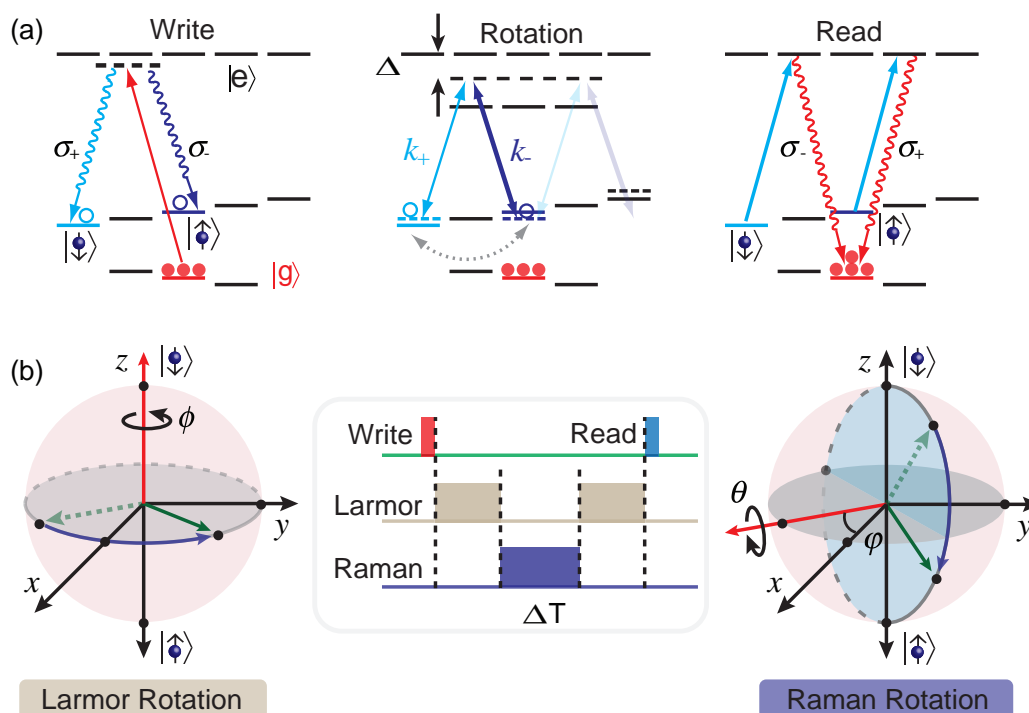 (a)
Write
Rotation
Read
Δ
|e⟩
σ₊
σ₋
k₊
k₋
σ₋
σ₊
|↓⟩
|↑⟩
|g⟩
|↓⟩
|↑⟩
(b)
z
|↓⟩
ϕ
y
x
|↑⟩
Larmor Rotation
Write
Read
Larmor
Raman
ΔT
z
|↓⟩
θ
φ
y
x
|↑⟩
Raman Rotation